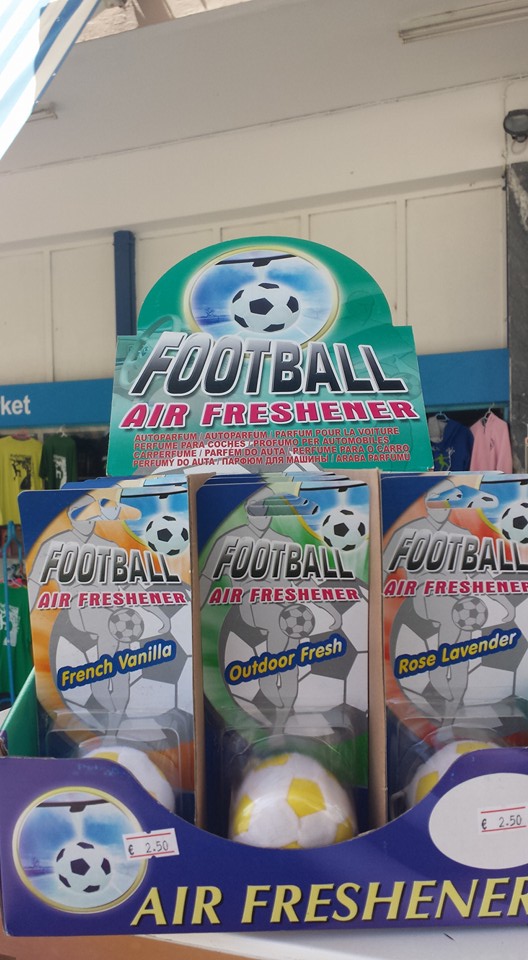 ket
FOOTBALL
AIR FRESHENER
AUTOPARFUM / AUTOPARFUM / PARFUM POUR LA VOITURE
PERFUME PARA COCHES / PROFUMO PER AUTOMOBILES
CARPERFUME / PARFEM DO AUTA / PERFUME PARA O CARRO
PERFUMY DO AUTA / ПАРФЮМ ДЛЯ МАШИНЫ / ARABA PARFUMU
FOOTBALL
AIR FRESHENER
French Vanilla
FOOTBALL
AIR FRESHENER
Outdoor Fresh
FOOTBALL
AIR FRESHENER
Rose Lavender
€ 2.50
€ 2.50
AIR FRESHENER